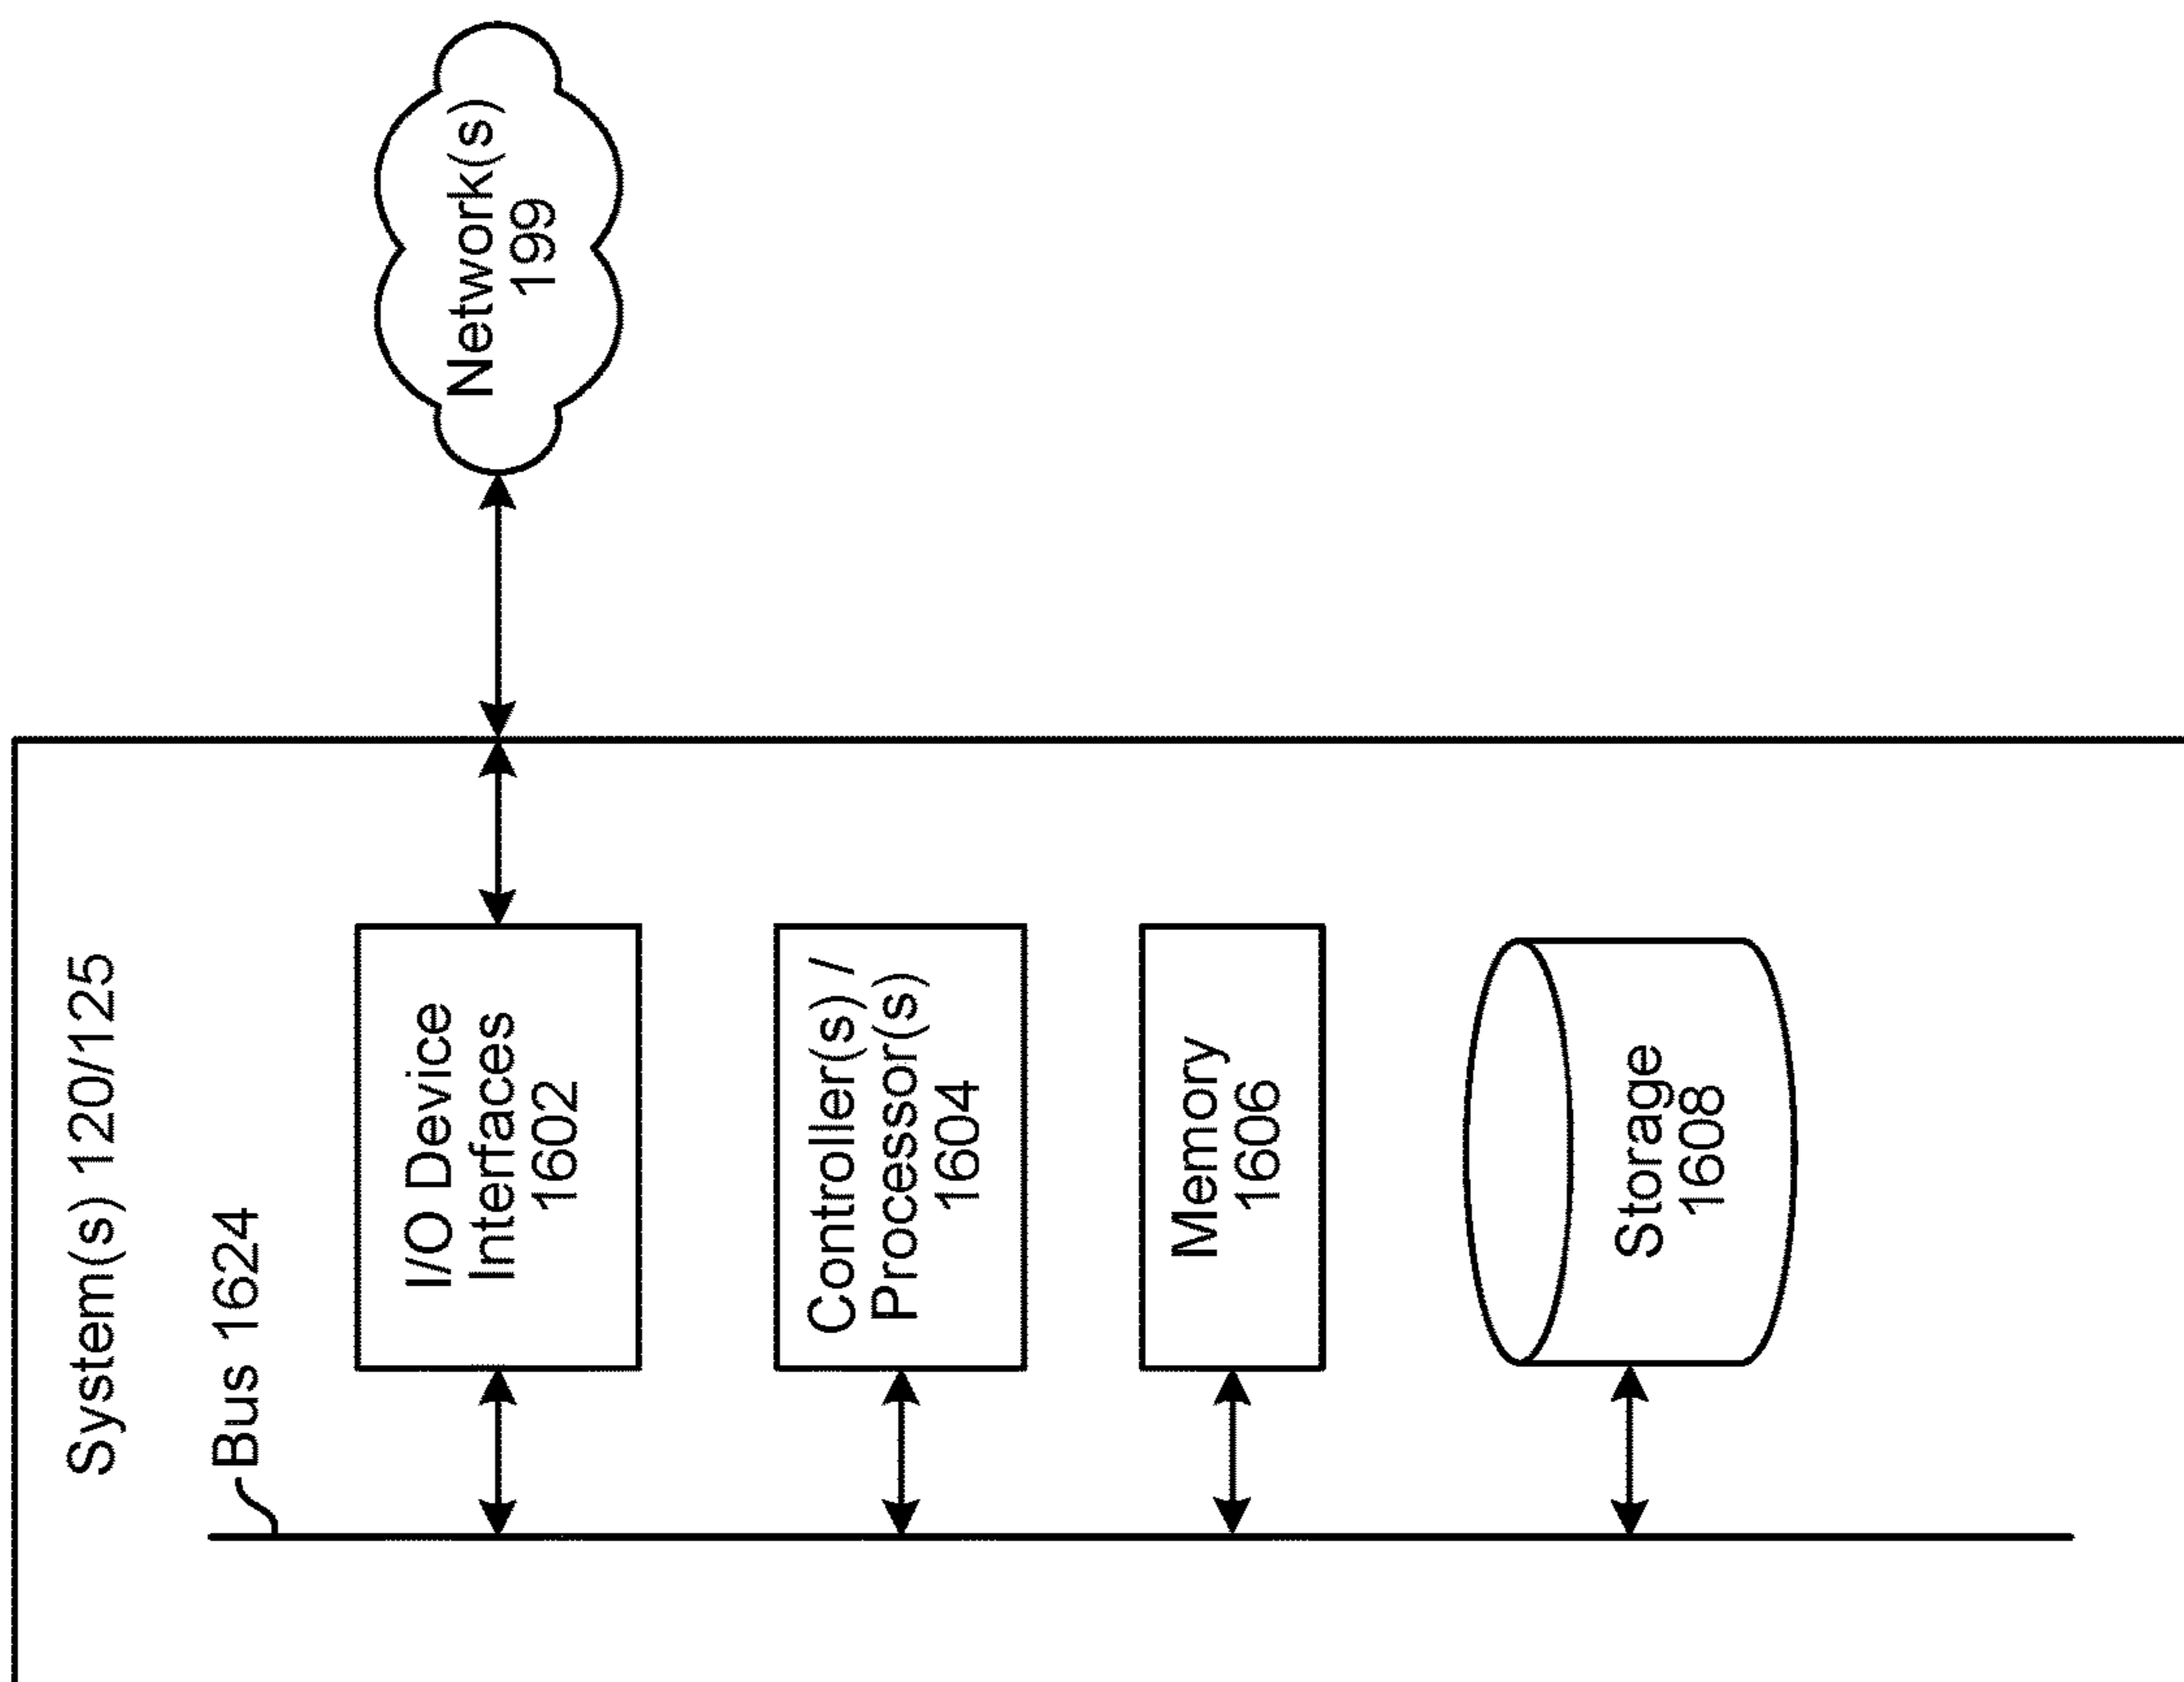 System(s) 120/125
Bus 1624
I/O Device
Interfaces
1602
Network(s)
199
Controller(s) /
Processor(s)
1604
Memory
1606
Storage
1608